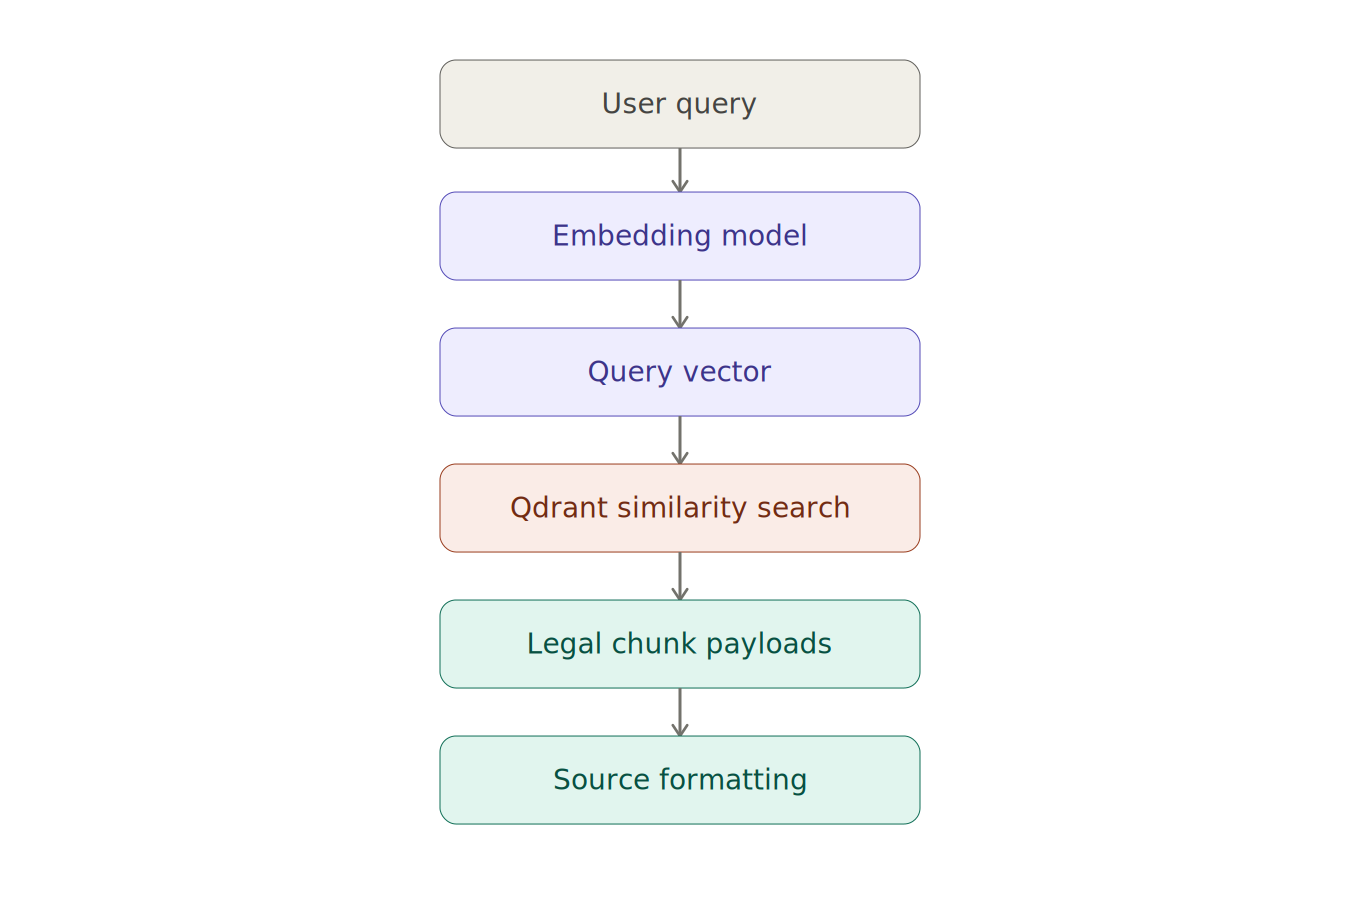 User query
Embedding model
Query vector
Qdrant similarity search
Legal chunk payloads
Source formatting